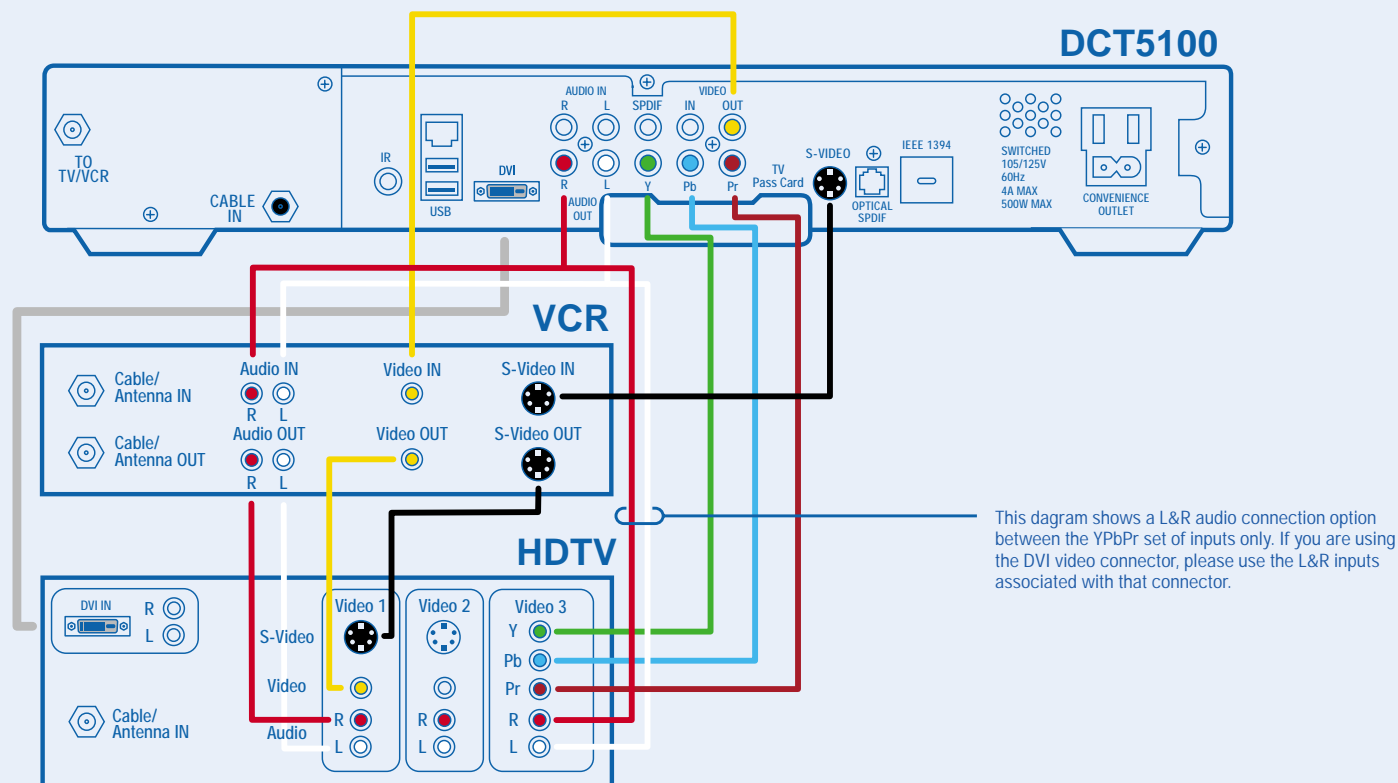 DCT5100
AUDIO IN
VIDEO
R L SPDIF IN OUT
TO
TV/VCR
CABLE
IN
IR
USB
DVI
R L Y Pb Pr
AUDIO
OUT
TV
Pass Card
S-VIDEO
OPTICAL
SPDIF
IEEE 1394
SWITCHED
105/125V
60Hz
4A MAX
500W MAX
CONVENIENCE
OUTLET
VCR
Cable/
Antenna IN
Audio IN
R L
Video IN
S-Video IN
Cable/
Antenna OUT
Audio OUT
R L
Video OUT
S-Video OUT
This dagram shows a L&R audio connection option
between the YPbPr set of inputs only. If you are using
the DVI video connector, please use the L&R inputs
associated with that connector.
HDTV
DVI IN
R
L
Cable/
Antenna IN
S-Video
Video
Audio
Video 1
R
L
Video 2
R
L
Video 3
Y
Pb
Pr
R
L